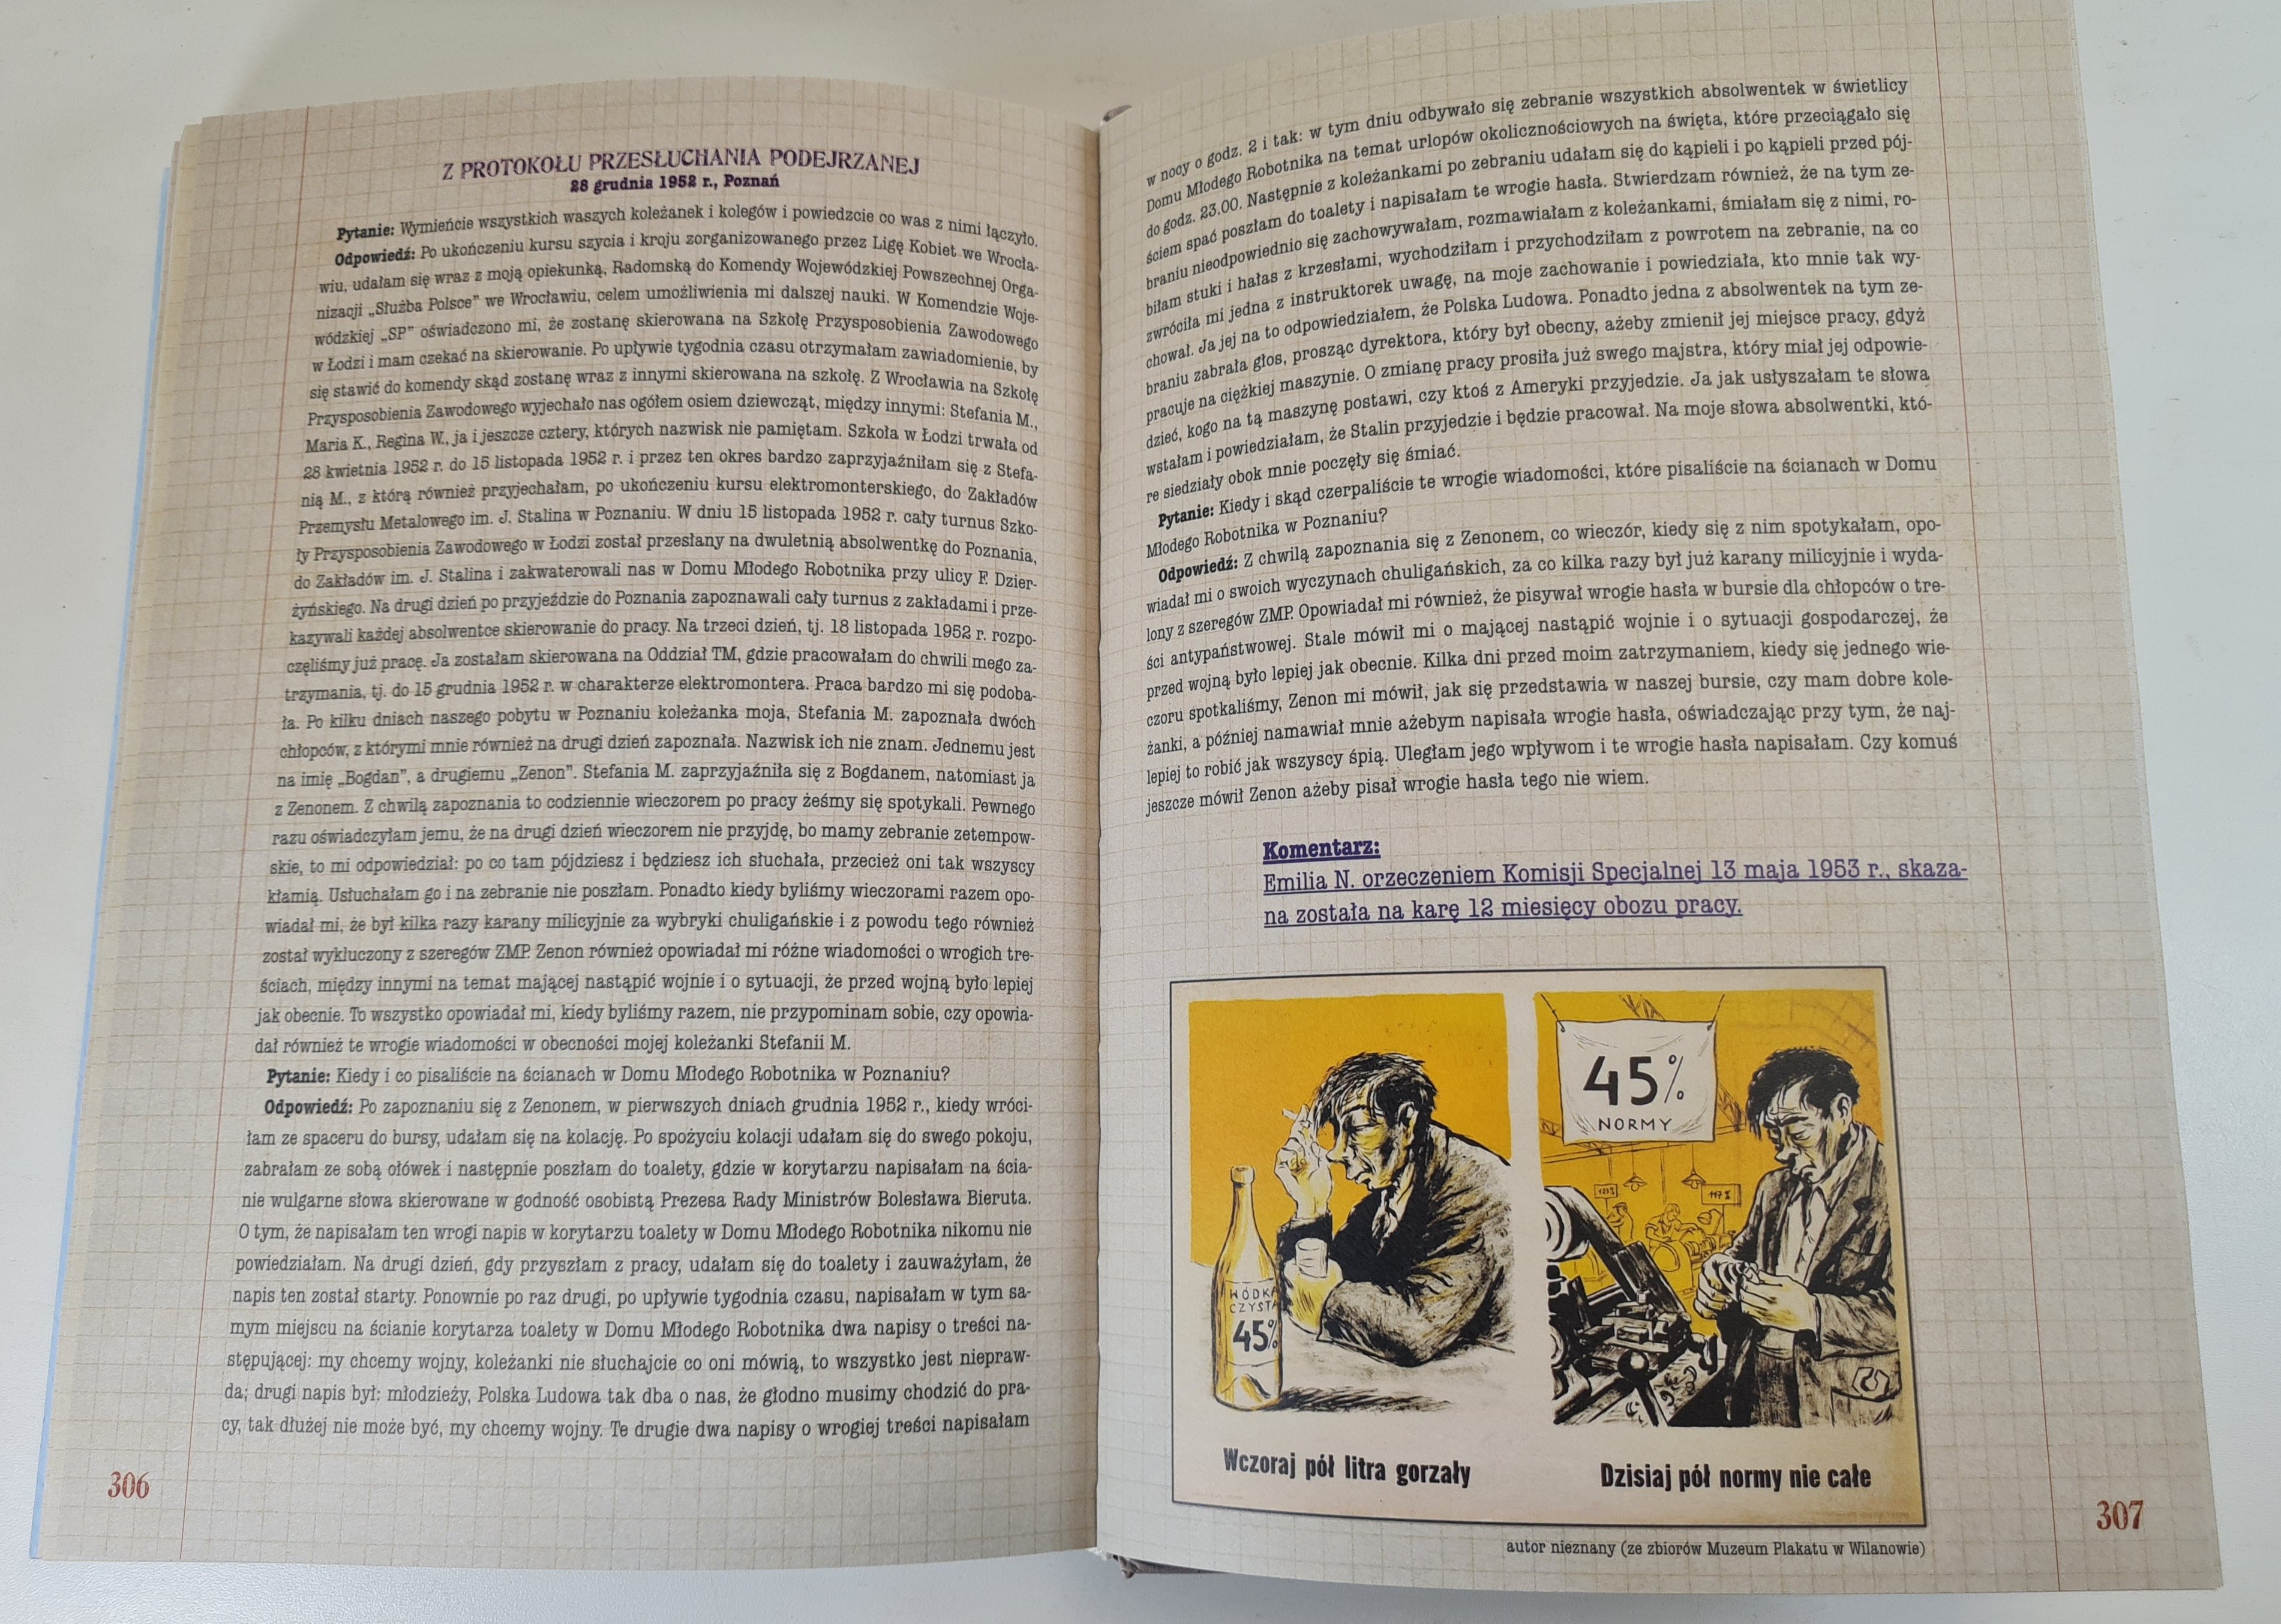 Z PROTOKOŁU PRZESŁUCHANIA PODEJRZANEJ
28 grudnia 1952 r., Poznań
Pytanie: Wymieńcie wszystkich waszych koleżanek i kolegów i powiedzcie co was z nimi łączyło.
Odpowiedź: Po ukończeniu kursu szycia i kroju zorganizowanego przez Ligę Kobiet we Wrocła-
wiu, udałam się wraz z moją opiekunką, Radomską do Komendy Wojewódzkiej Powszechnej Orga-
nizacji „Służba Polsce” we Wrocławiu, celem umożliwienia mi dalszej nauki. W Komendzie Woje-
wódzkiej „SP” oświadczono mi, że zostanę skierowana na Szkołę Przysposobienia Zawodowego
w Łodzi i mam czekać na skierowanie. Po upływie tygodnia czasu otrzymałam zawiadomienie, by
się stawić do komendy skąd zostanę wraz z innymi skierowana na szkołę. Z Wrocławia na Szkołę
Przysposobienia Zawodowego wyjechało nas ogółem osiem dziewcząt, między innymi: Stefania M.,
Maria K., Regina W., ja i jeszcze cztery, których nazwisk nie pamiętam. Szkoła w Łodzi trwała od
28 kwietnia 1952 r. do 15 listopada 1952 r. i przez ten okres bardzo zaprzyjaźniłam się z Stefa-
nią M., z którą również przyjechałam, po ukończeniu kursu elektromonterskiego, do Zakładów
Przemysłu Metalowego im. J. Stalina w Poznaniu. W dniu 15 listopada 1952 r. cały turnus Szko-
ły Przysposobienia Zawodowego w Łodzi został przesłany na dwuletnią absolwentkę do Poznania,
do Zakładów im. J. Stalina i zakwaterowali nas w Domu Młodego Robotnika przy ulicy F. Dzier-
żyńskiego. Na drugi dzień po przyjeździe do Poznania zapoznawali cały turnus z zakładami i prze-
kazywali każdej absolwentce skierowanie do pracy. Na trzeci dzień, tj. 18 listopada 1952 r. rozpo-
częliśmy już pracę. Ja zostałam skierowana na Oddział TM, gdzie pracowałam do chwili mego za-
trzymania, tj. do 15 grudnia 1952 r. w charakterze elektromontera. Praca bardzo mi się podoba-
ła. Po kilku dniach naszego pobytu w Poznaniu koleżanka moja, Stefania M. zapoznała dwóch
chłopców, z którymi mnie również na drugi dzień zapoznała. Nazwisk ich nie znam. Jednemu jest
na imię „Bogdan”, a drugiemu „Zenon”. Stefania M. zaprzyjaźniła się z Bogdanem, natomiast ja
z Zenonem. Z chwilą zapoznania to codziennie wieczorem po pracy żeśmy się spotykali. Pewnego
razu oświadczyłam jemu, że na drugi dzień wieczorem nie przyjdę, bo mamy zebranie zetempow-
skie, to mi odpowiedział: po co tam pójdziesz i będziesz ich słuchała, przecież oni tak wszyscy
kłamią. Usłuchałam go i na zebranie nie poszłam. Ponadto kiedy byliśmy wieczorami razem opo-
wiadał mi, że był kilka razy karany milicyjnie za wybryki chuligańskie i z powodu tego również
został wykluczony z szeregów ZMP. Zenon również opowiadał mi różne wiadomości o wrogich tre-
ściach, między innymi na temat mającej nastąpić wojnie i o sytuacji, że przed wojną było lepiej
jak obecnie. To wszystko opowiadał mi, kiedy byliśmy razem, nie przypominam sobie, czy opowia-
dał również te wrogie wiadomości w obecności mojej koleżanki Stefanii M.
Pytanie: Kiedy i co pisaliście na ścianach w Domu Młodego Robotnika w Poznaniu?
Odpowiedź: Po zapoznaniu się z Zenonem, w pierwszych dniach grudnia 1952 r., kiedy wróci-
łam ze spaceru do bursy, udałam się na kolację. Po spożyciu kolacji udałam się do swego pokoju,
zabrałam ze sobą ołówek i następnie poszłam do toalety, gdzie w korytarzu napisałam na ścia-
nie wulgarne słowa skierowane w godność osobistą Prezesa Rady Ministrów Bolesława Bieruta.
O tym, że napisałam ten wrogi napis w korytarzu toalety w Domu Młodego Robotnika nikomu nie
powiedziałam. Na drugi dzień, gdy przyszłam z pracy, udałam się do toalety i zauważyłam, że
napis ten został starty. Ponownie po raz drugi, po upływie tygodnia czasu, napisałam w tym sa-
mym miejscu na ścianie korytarza toalety w Domu Młodego Robotnika dwa napisy o treści na-
stępującej: my chcemy wojny, koleżanki nie słuchajcie co oni mówią, to wszystko jest niepraw-
da; drugi napis był: młodzieży, Polska Ludowa tak dba o nas, że głodno musimy chodzić do pra-
cy, tak dłużej nie może być, my chcemy wojny. Te drugie dwa napisy o wrogiej treści napisałam
306
w nocy o godz. 2 i tak: w tym dniu odbywało się zebranie wszystkich absolwentek w świetlicy
Domu Młodego Robotnika na temat urlopów okolicznościowych na święta, które przeciągało się
do godz. 23.00. Następnie z koleżankami po zebraniu udałam się do kąpieli i po kąpieli przed pój-
ściem spać poszłam do toalety i napisałam te wrogie hasła. Stwierdzam również, że na tym ze-
braniu nieodpowiednio się zachowywałam, rozmawiałam z koleżankami, śmiałam się z nimi, ro-
biłam stuki i hałas z krzesłami, wychodziłam i przychodziłam z powrotem na zebranie, na co
zwróciła mi jedna z instruktorek uwagę, na moje zachowanie i powiedziała, kto mnie tak wy-
chował. Ja jej na to odpowiedziałem, że Polska Ludowa. Ponadto jedna z absolwentek na tym ze-
braniu zabrała głos, prosząc dyrektora, który był obecny, ażeby zmienił jej miejsce pracy, gdyż
pracuje na ciężkiej maszynie. O zmianę pracy prosiła już swego majstra, który miał jej odpowie-
dzieć, kogo na tą maszynę postawi, czy ktoś z Ameryki przyjedzie. Ja jak usłyszałam te słowa
wstałam i powiedziałam, że Stalin przyjedzie i będzie pracował. Na moje słowa absolwentki, któ-
re siedziały obok mnie poczęły się śmiać.
Pytanie: Kiedy i skąd czerpaliście te wrogie wiadomości, które pisaliście na ścianach w Domu
Młodego Robotnika w Poznaniu?
Odpowiedź: Z chwilą zapoznania się z Zenonem, co wieczór, kiedy się z nim spotykałam, opo-
wiadał mi o swoich wyczynach chuligańskich, za co kilka razy był już karany milicyjnie i wyda-
lony z szeregów ZMP. Opowiadał mi również, że pisywał wrogie hasła w bursie dla chłopców o tre-
ści antypaństwowej. Stale mówił mi o mającej nastąpić wojnie i o sytuacji gospodarczej, że
przed wojną było lepiej jak obecnie. Kilka dni przed moim zatrzymaniem, kiedy się jednego wie-
czoru spotkaliśmy, Zenon mi mówił, jak się przedstawia w naszej bursie, czy mam dobre kole-
żanki, a później namawiał mnie ażebym napisała wrogie hasła, oświadczając przy tym, że naj-
lepiej to robić jak wszyscy śpią. Uległam jego wpływom i te wrogie hasła napisałam. Czy komuś
jeszcze mówił Zenon ażeby pisał wrogie hasła tego nie wiem.
Komentarz:
Emilia N. orzeczeniem Komisji Specjalnej 13 maja 1953 r., skaza-
na została na karę 12 miesięcy obozu pracy.
WÓDKA
CZYSTA
45%
45%
NORMY
123%
117%
Wczoraj pół litra gorzały
Dzisiaj pół normy nie całe
autor nieznany (ze zbiorów Muzeum Plakatu w Wilanowie)
307